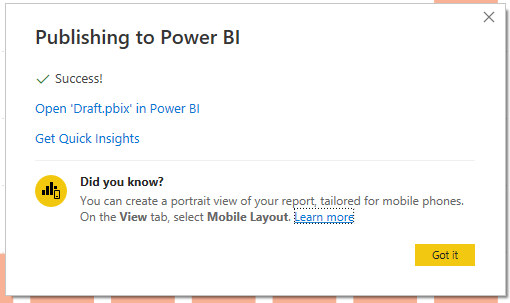 Publishing to Power BI
Success!
Open 'Draft.pbix' in Power BI
Get Quick Insights
Did you know?
You can create a portrait view of your report, tailored for mobile phones.
On the View tab, select Mobile Layout. Learn more
Got it